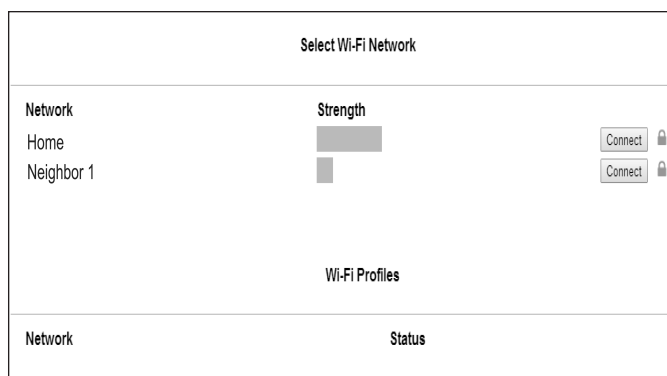 Select Wi-Fi Network
Network Strength
Home Connect
Neighbor 1 Connect
Wi-Fi Profiles
Network Status